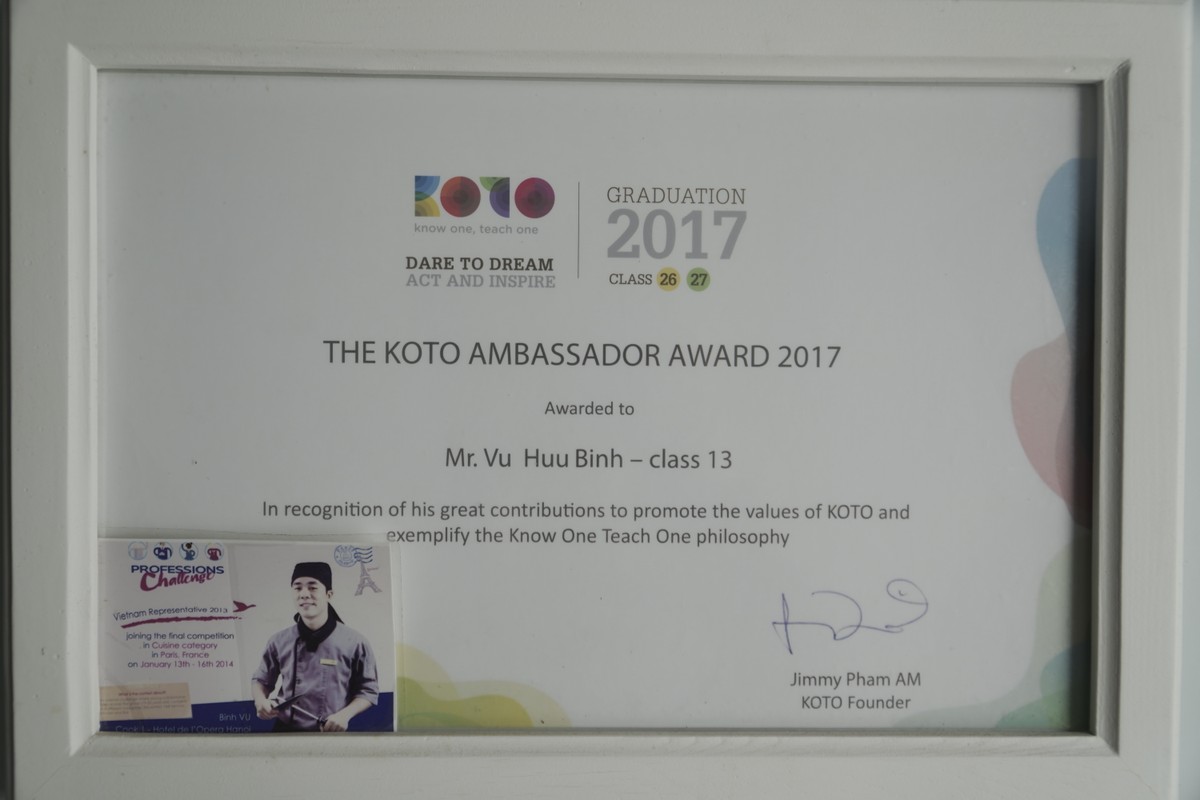 KOTO
know one, teach one
DARE TO DREAM
ACT AND INSPIRE
GRADUATION
2017
CLASS 26 27
THE KOTO AMBASSADOR AWARD 2017
Awarded to
Mr. Vu Huu Binh – class 13
In recognition of his great contributions to promote the values of KOTO and
exemplify the Know One Teach One philosophy
Jimmy Pham AM
KOTO Founder
PROFESSIONS
Challenge
Vietnam Representative 2013
joining the final competition
in Cuisine category
in Paris, France
on January 13th - 16th 2014
Binh VU
Hotel de l'Opera Hanoi